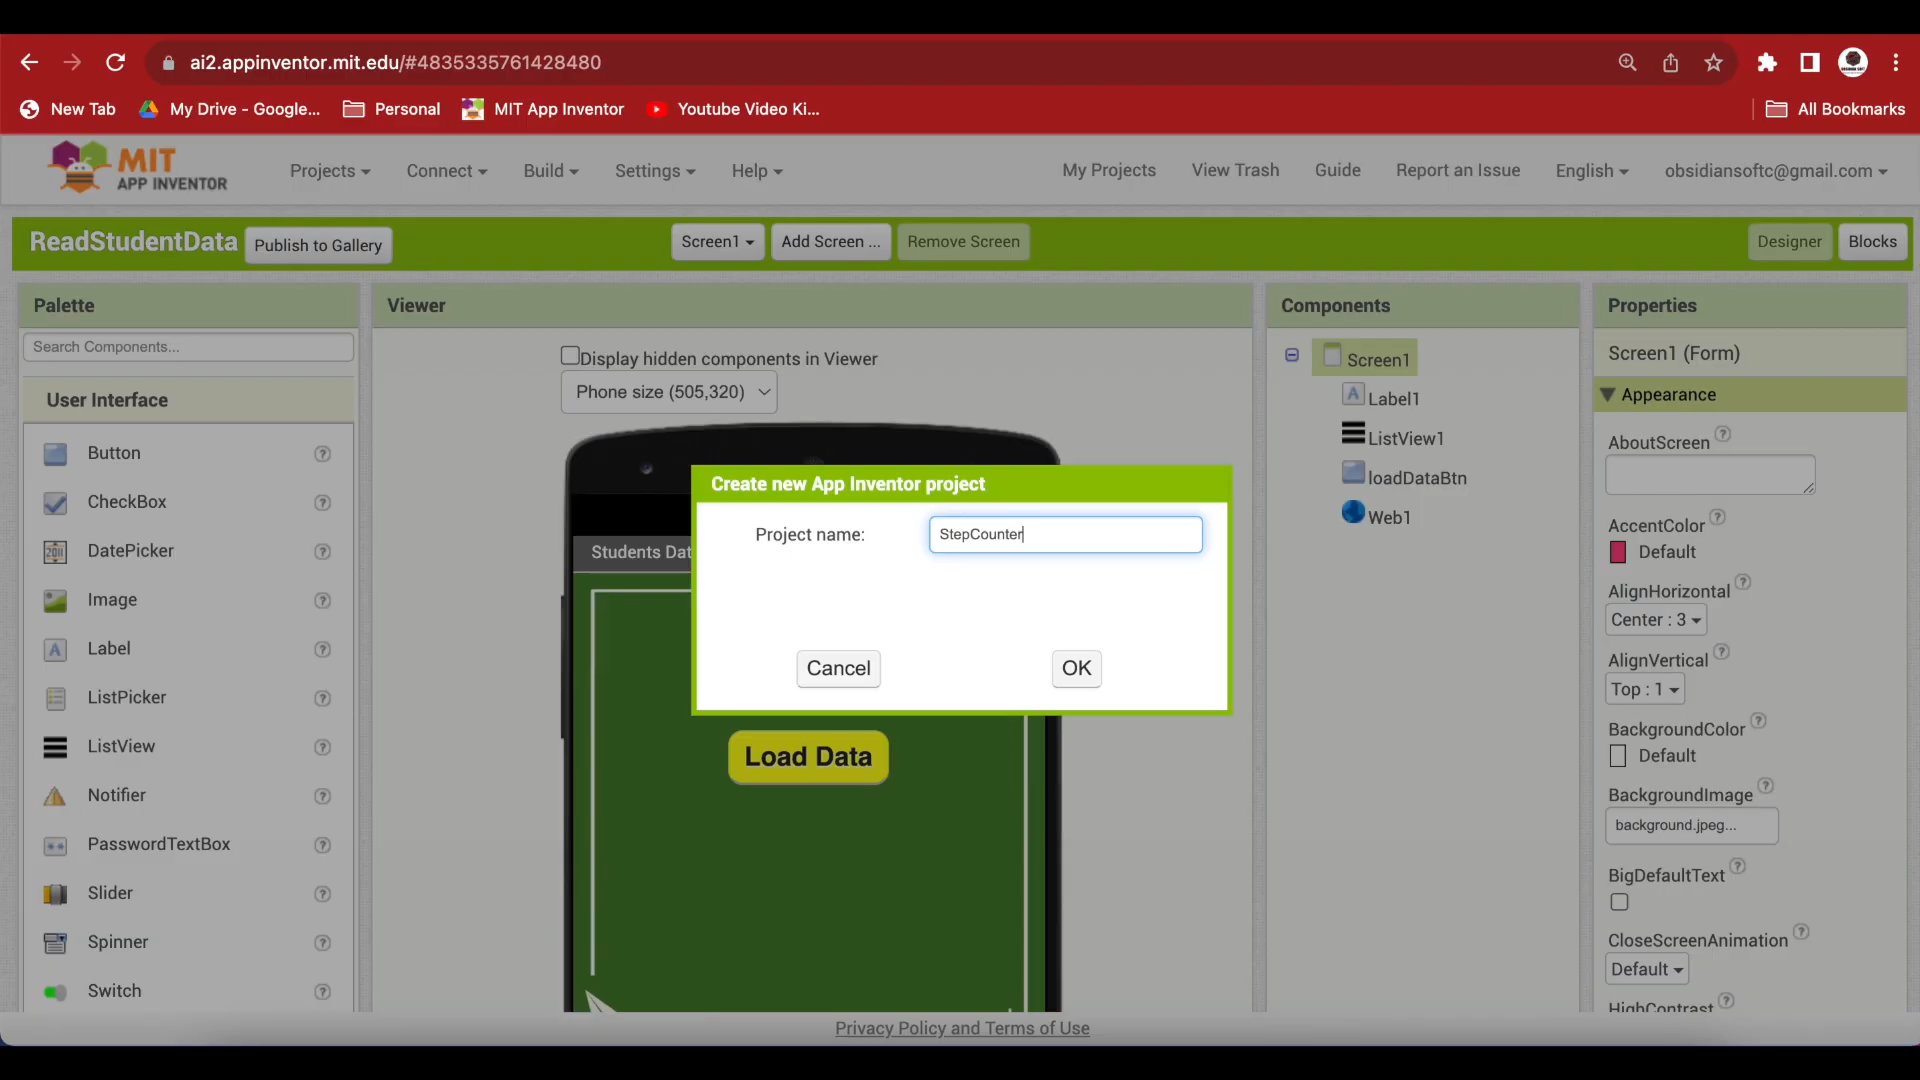 ai2.appinventor.mit.edu/#4835335761428480
New Tab
My Drive - Google...
Personal
MIT App Inventor
Youtube Video Ki...
All Bookmarks
MIT
APP INVENTOR
Projects
Connect
Build
Settings
Help
My Projects
View Trash
Guide
Report an Issue
English
obsidiansoftc@gmail.com
ReadStudentData
Publish to Gallery
Screen1
Add Screen ...
Remove Screen
Designer
Blocks
Palette
Search Components...
User Interface
Button
CheckBox
DatePicker
Image
Label
ListPicker
ListView
Notifier
PasswordTextBox
Slider
Spinner
Switch
Viewer
Display hidden components in Viewer
Phone size (505,320)
Students Dat
Create new App Inventor project
Project name:
StepCounter
Cancel
OK
Load Data
Components
Screen1
Label1
ListView1
loadDataBtn
Web1
Properties
Screen1 (Form)
Appearance
AboutScreen
AccentColor
Default
AlignHorizontal
Center : 3
AlignVertical
Top : 1
BackgroundColor
Default
BackgroundImage
background.jpeg...
BigDefaultText
CloseScreenAnimation
Default
HighContrast
Privacy Policy and Terms of Use